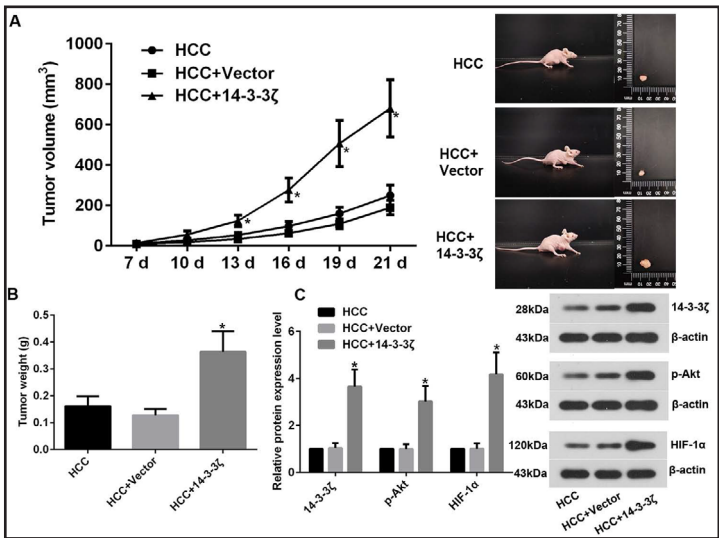 A
HCC
HCC+Vector
HCC+14-3-3ζ
Tumor volume (mm³)
1000
800
600
400
200
0
7 d 10 d 13 d 16 d 19 d 21 d
*
*
*
*
*
HCC
HCC+
Vector
HCC+
14-3-3ζ
B
Tumor weight (g)
0.5
0.4
0.3
0.2
0.1
0.0
*
HCC
HCC+Vector
HCC+14-3-3ζ
C
HCC
HCC+Vector
HCC+14-3-3ζ
Relative protein expression level
6
4
2
0
*
*
*
14-3-3ζ
p-Akt
HIF-1α
28kDa 14-3-3ζ
43kDa β-actin
60kDa p-Akt
43kDa β-actin
120kDa HIF-1α
43kDa β-actin
HCC
HCC+Vector
HCC+14-3-3ζ